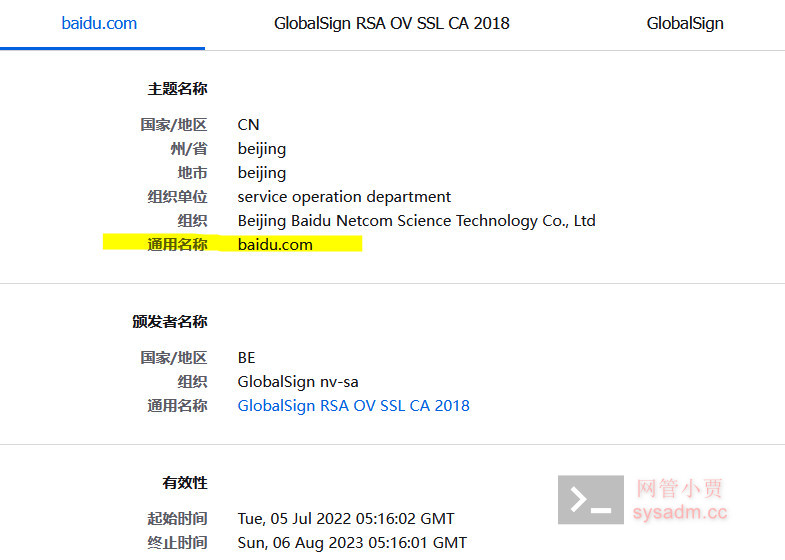 baidu.com GlobalSign RSA OV SSL CA 2018 GlobalSign
主题名称
国家/地区 CN
州/省 beijing
地市 beijing
组织单位 service operation department
组织 Beijing Baidu Netcom Science Technology Co., Ltd
通用名称 baidu.com
颁发者名称
国家/地区 BE
组织 GlobalSign nv-sa
通用名称 GlobalSign RSA OV SSL CA 2018
有效性
起始时间 Tue, 05 Jul 2022 05:16:02 GMT
终止时间 Sun, 06 Aug 2023 05:16:01 GMT
网管小贾
sysadm.cc